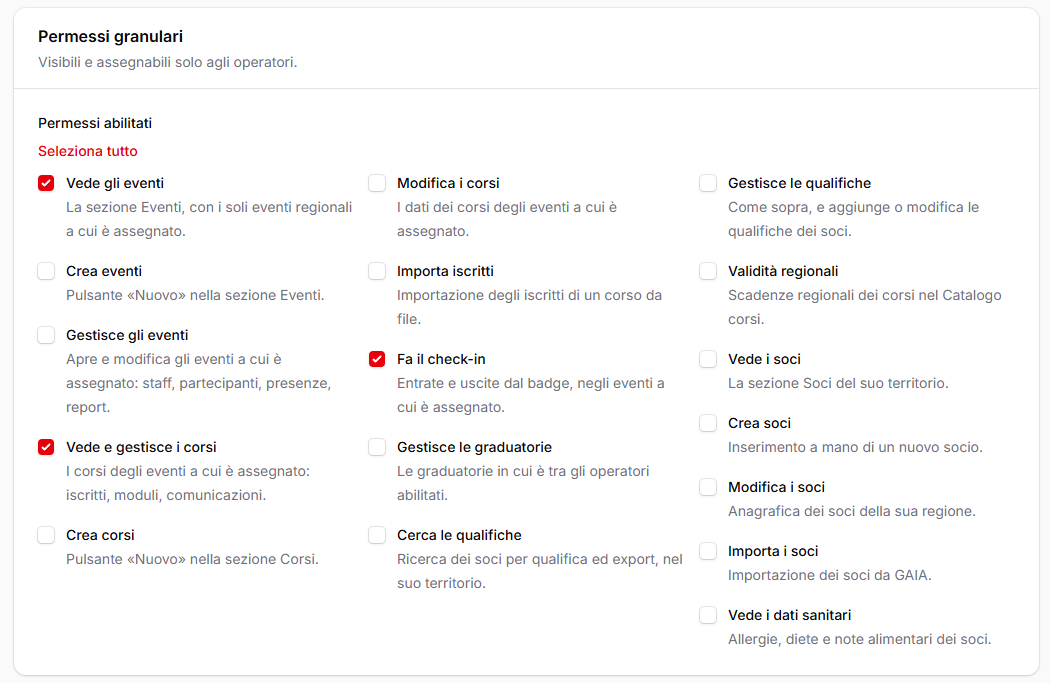 Permessi granulari
Visibili e assegnabili solo agli operatori.
Permessi abilitati
Seleziona tutto
Vede gli eventi
La sezione Eventi, con i soli eventi regionali
a cui è assegnato.
Crea eventi
Pulsante «Nuovo» nella sezione Eventi.
Gestisce gli eventi
Apre e modifica gli eventi a cui è
assegnato: staff, partecipanti, presenze,
report.
Vede e gestisce i corsi
I corsi degli eventi a cui è assegnato:
iscritti, moduli, comunicazioni.
Crea corsi
Pulsante «Nuovo» nella sezione Corsi.
Modifica i corsi
I dati dei corsi degli eventi a cui è
assegnato.
Importa iscritti
Importazione degli iscritti di un corso da
file.
Fa il check-in
Entrate e uscite dal badge, negli eventi a
cui è assegnato.
Gestisce le graduatorie
Le graduatorie in cui è tra gli operatori
abilitati.
Cerca le qualifiche
Ricerca dei soci per qualifica ed export, nel
suo territorio.
Gestisce le qualifiche
Come sopra, e aggiunge o modifica le
qualifiche dei soci.
Validità regionali
Scadenze regionali dei corsi nel Catalogo
corsi.
Vede i soci
La sezione Soci del suo territorio.
Crea soci
Inserimento a mano di un nuovo socio.
Modifica i soci
Anagrafica dei soci della sua regione.
Importa i soci
Importazione dei soci da GAIA.
Vede i dati sanitari
Allergie, diete e note alimentari dei soci.